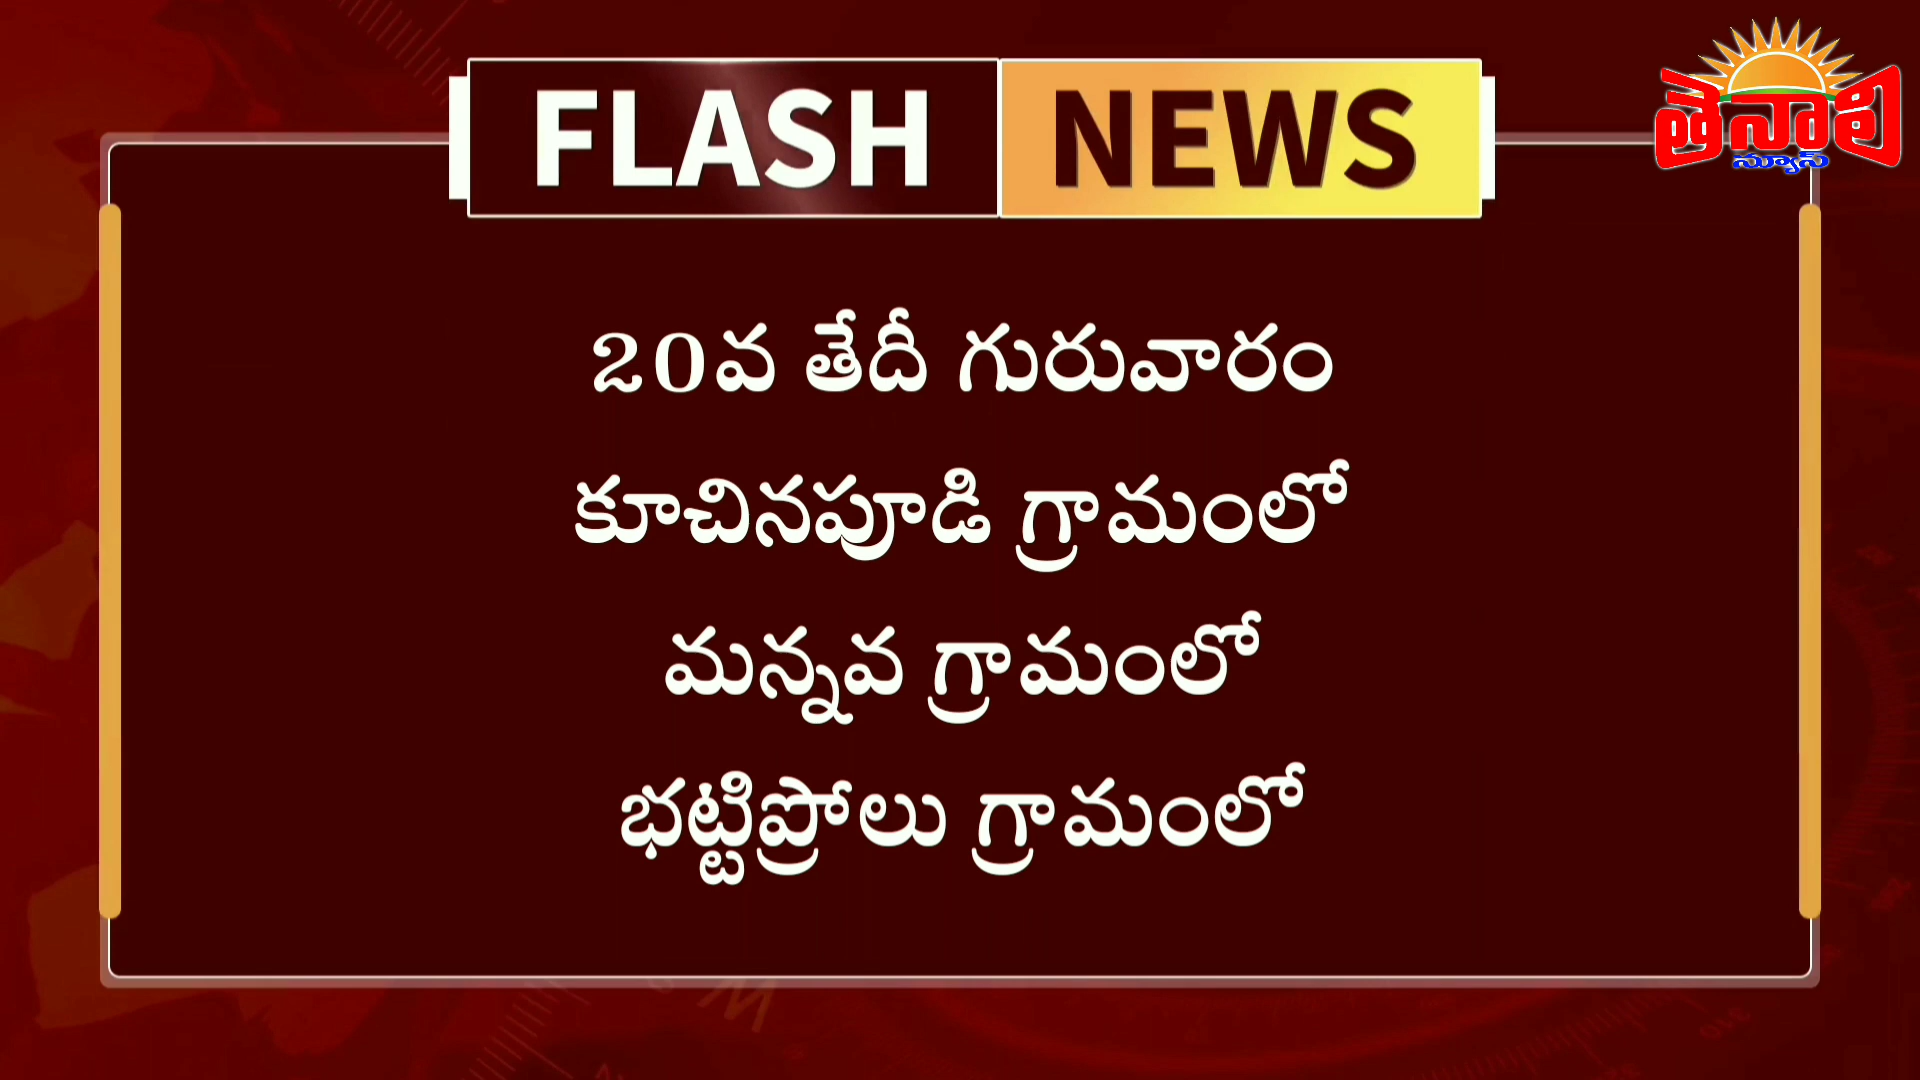 FLASH NEWS
తెనాలి
న్యూస్
20వ తేదీ గురువారం
కూచినపూడి గ్రామంలో
మన్నవ గ్రామంలో
భట్టిప్రోలు గ్రామంలో